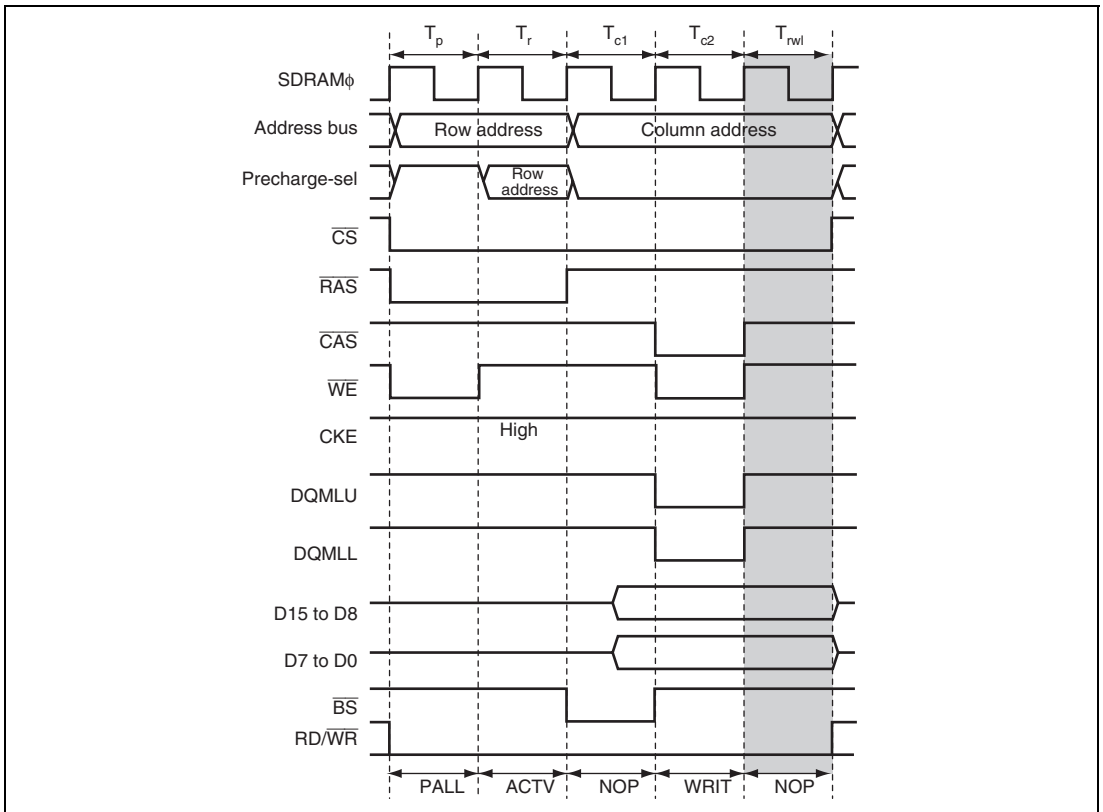 Tp Tr Tc1 Tc2 Trwl
SDRAMϕ
Address bus Row address Column address
Precharge-sel Row
address
CS
RAS
CAS
WE
CKE High
DQMLU
DQMLL
D15 to D8
D7 to D0
BS
RD/WR
PALL ACTV NOP WRIT NOP